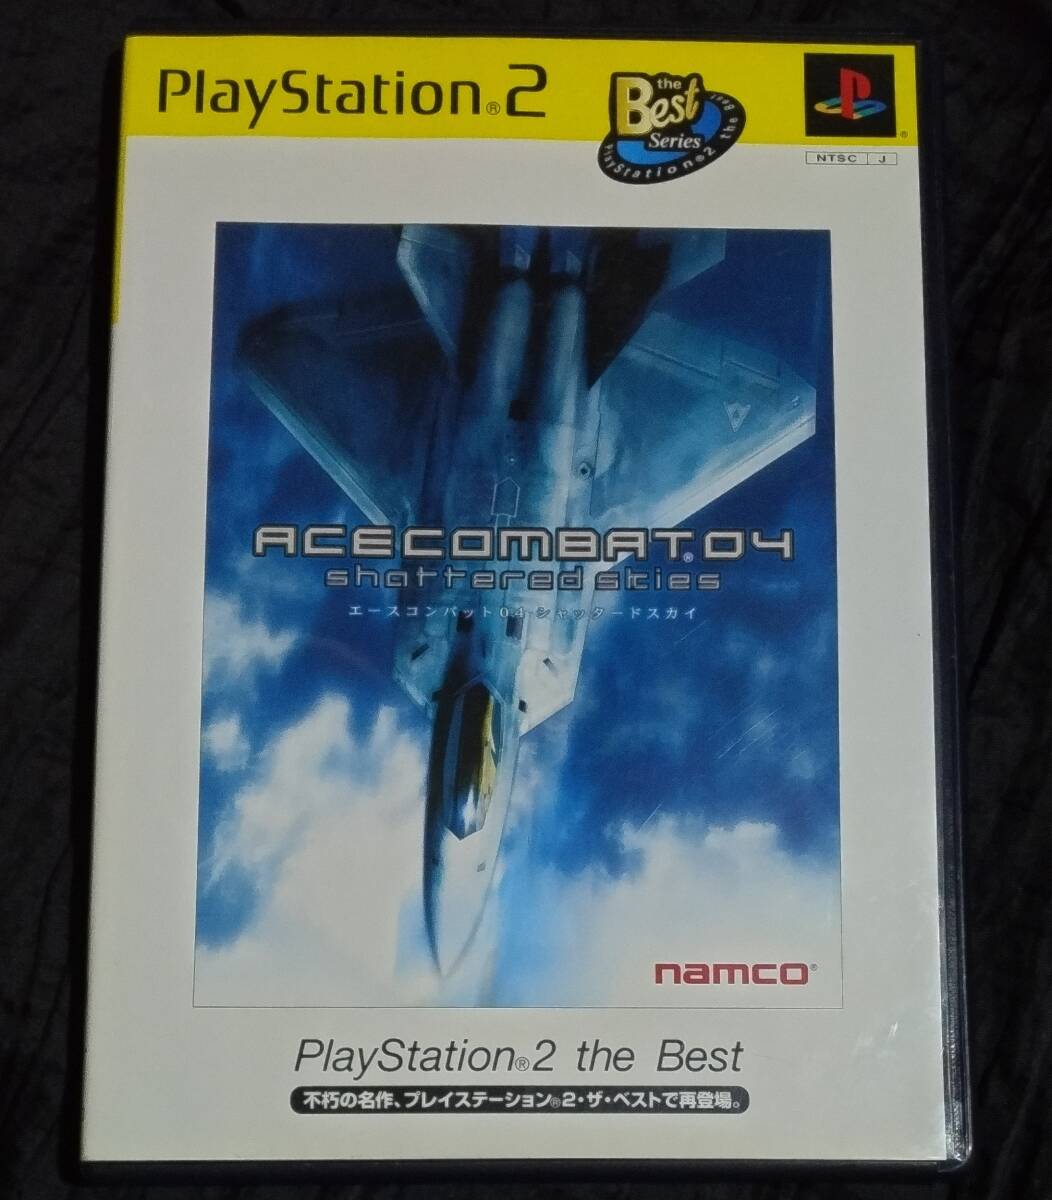 PlayStation®2
the
Best
Series
PlayStation®2 the Best
NTSC J
ACECOMBAT®04
shattered skies
エースコンバット04 シャッタードスカイ
namco®
PlayStation®2 the Best
不朽の名作、プレイステーション®2・ザ・ベストで再登場。